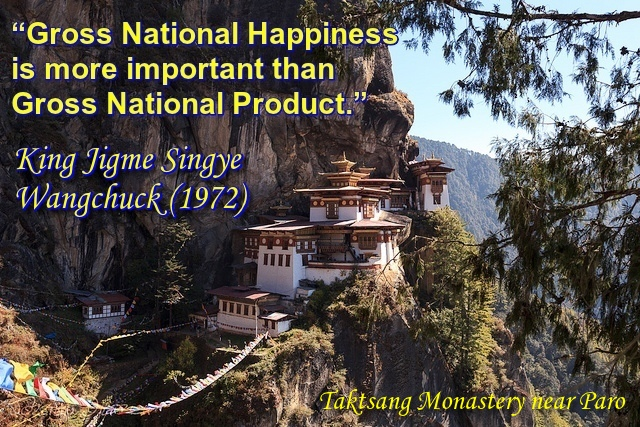 “Gross National Happiness
is more important than
Gross National Product.”
King Jigme Singye
Wangchuck (1972)
Taktsang Monastery near Paro